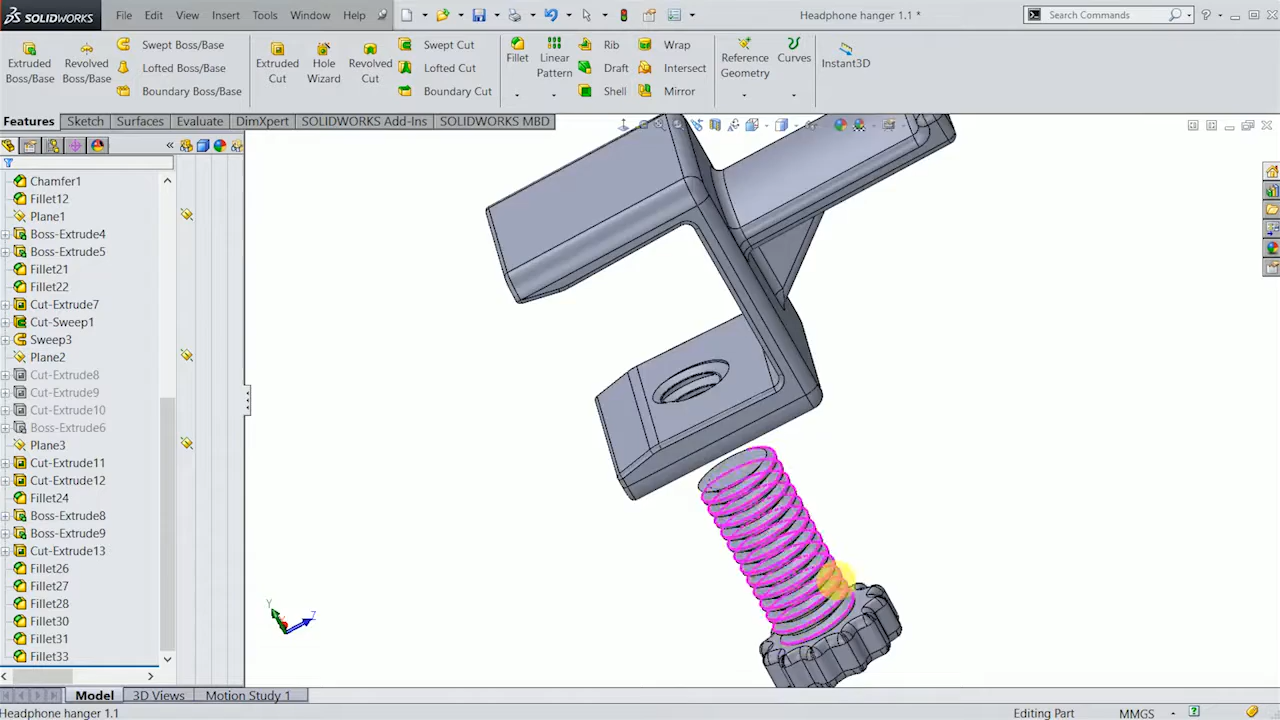 SOLIDWORKS File Edit View Insert Tools Windows Help Headphone hanger 1.1 * Search Commands ?
Extruded Boss/Base
Revolved Boss/Base
Swept Boss/Base
Lofted Boss/Base
Boundary Boss/Base
Extruded Cut
Hole Wizard
Revolved Cut
Swept Cut
Lofted Cut
Boundary Cut
Fillet
Linear Pattern
Rib
Draft
Shell
Wrap
Intersect
Mirror
Reference Geometry
Curves
Instant3D
Features Sketch Surfaces Evaluate DimXpert SOLIDWORKS Add-Ins SOLIDWORKS MBD
Chamfer1
Fillet12
Plane1
Boss-Extrude4
Boss-Extrude5
Fillet21
Fillet22
Cut-Extrude7
Cut-Sweep1
Sweep3
Plane2
Cut-Extrude8
Cut-Extrude9
Cut-Extrude10
Boss-Extrude6
Plane3
Cut-Extrude11
Cut-Extrude12
Fillet24
Boss-Extrude8
Boss-Extrude9
Cut-Extrude13
Fillet26
Fillet27
Fillet28
Fillet30
Fillet31
Fillet33
Y
Z
Model 3D Views Motion Study 1
Headphone hanger 1.1 Editing Part MMGS